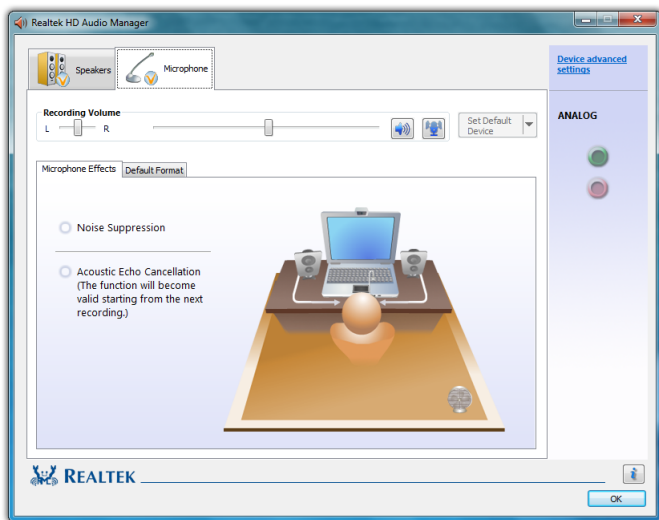 Realtek HD Audio Manager
Speakers
Microphone
Device advanced
settings
Recording Volume
L R
Set Default
Device
ANALOG
Microphone Effects Default Format
Noise Suppression
Acoustic Echo Cancellation
(The function will become
valid starting from the next
recording.)
REALTEK
i
OK